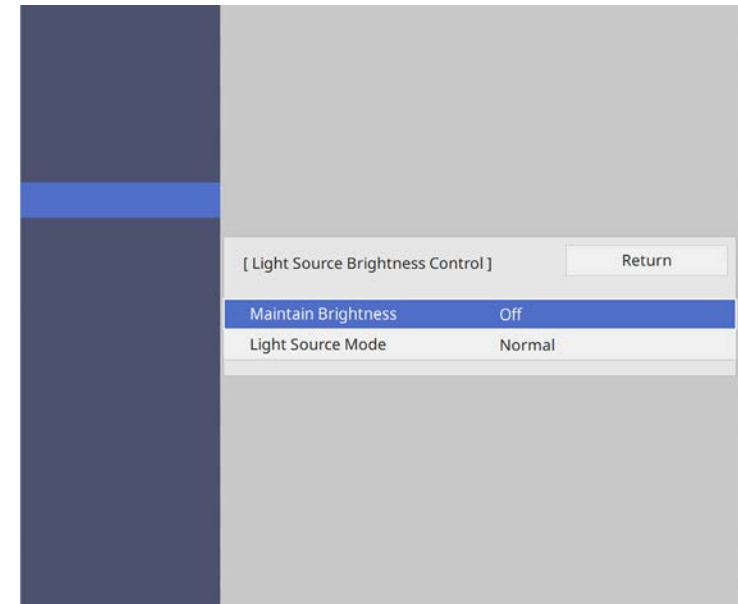 [ Light Source Brightness Control ] Return
Maintain Brightness Off
Light Source Mode Normal